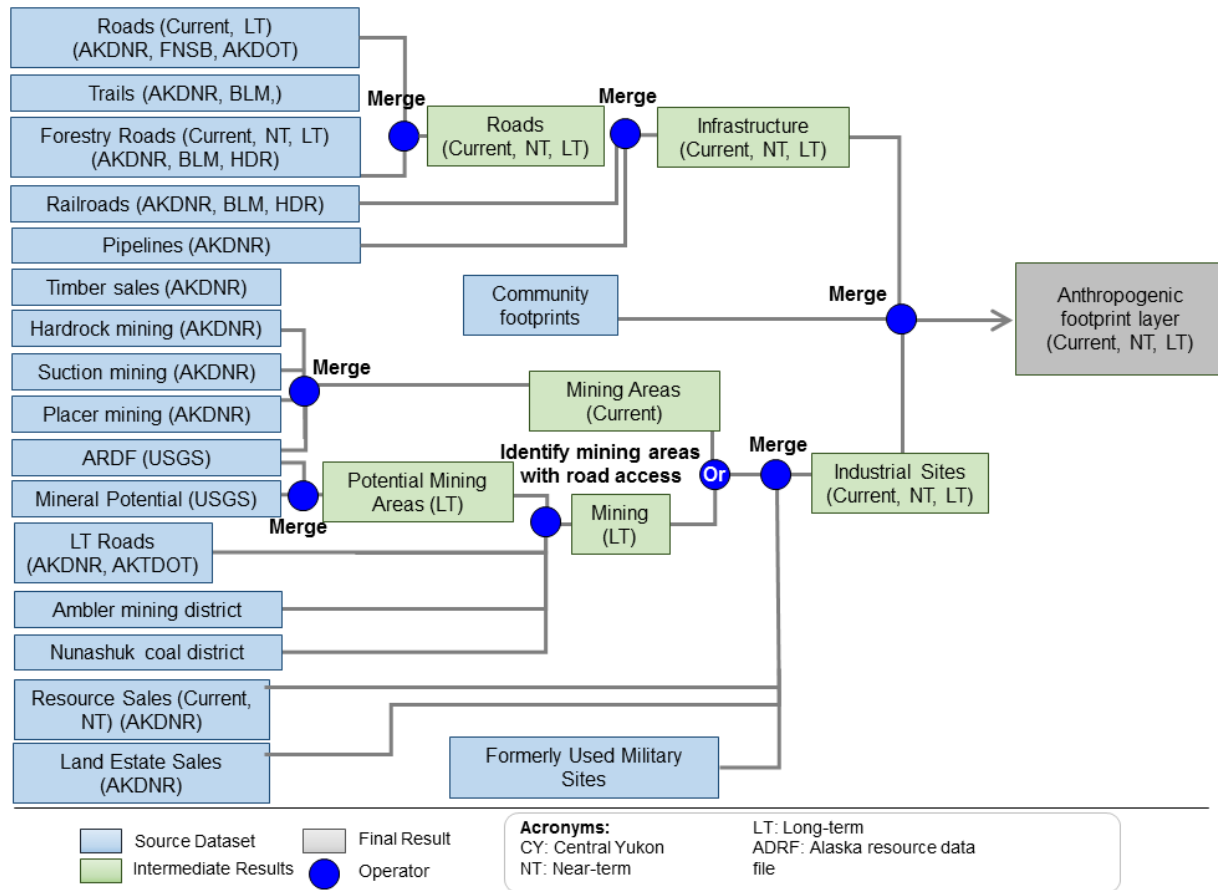 Roads (Current, LT)
(AKDNR, FNSB, AKDOT)
Trails (AKDNR, BLM,)
Forestry Roads (Current, NT, LT)
(AKDNR, BLM, HDR)
Railroads (AKDNR, BLM, HDR)
Pipelines (AKDNR)
Timber sales (AKDNR)
Hardrock mining (AKDNR)
Suction mining (AKDNR)
Placer mining (AKDNR)
ARDF (USGS)
Mineral Potential (USGS)
LT Roads
(AKDNR, AKTDOT)
Ambler mining district
Nunashuk coal district
Resource Sales (Current,
NT) (AKDNR)
Land Estate Sales
(AKDNR)
Merge
Roads
(Current, NT, LT)
Merge
Infrastructure
(Current, NT, LT)
Community
footprints
Merge
Anthropogenic
footprint layer
(Current, NT, LT)
Merge
Mining Areas
(Current)
Identify mining areas
with road access
Or
Merge
Potential Mining
Areas (LT)
Merge
Mining
(LT)
Industrial Sites
(Current, NT, LT)
Formerly Used Military
Sites
Source Dataset
Final Result
Intermediate Results
Operator
Acronyms:
CY: Central Yukon
NT: Near-term
LT: Long-term
ADRF: Alaska resource data
file